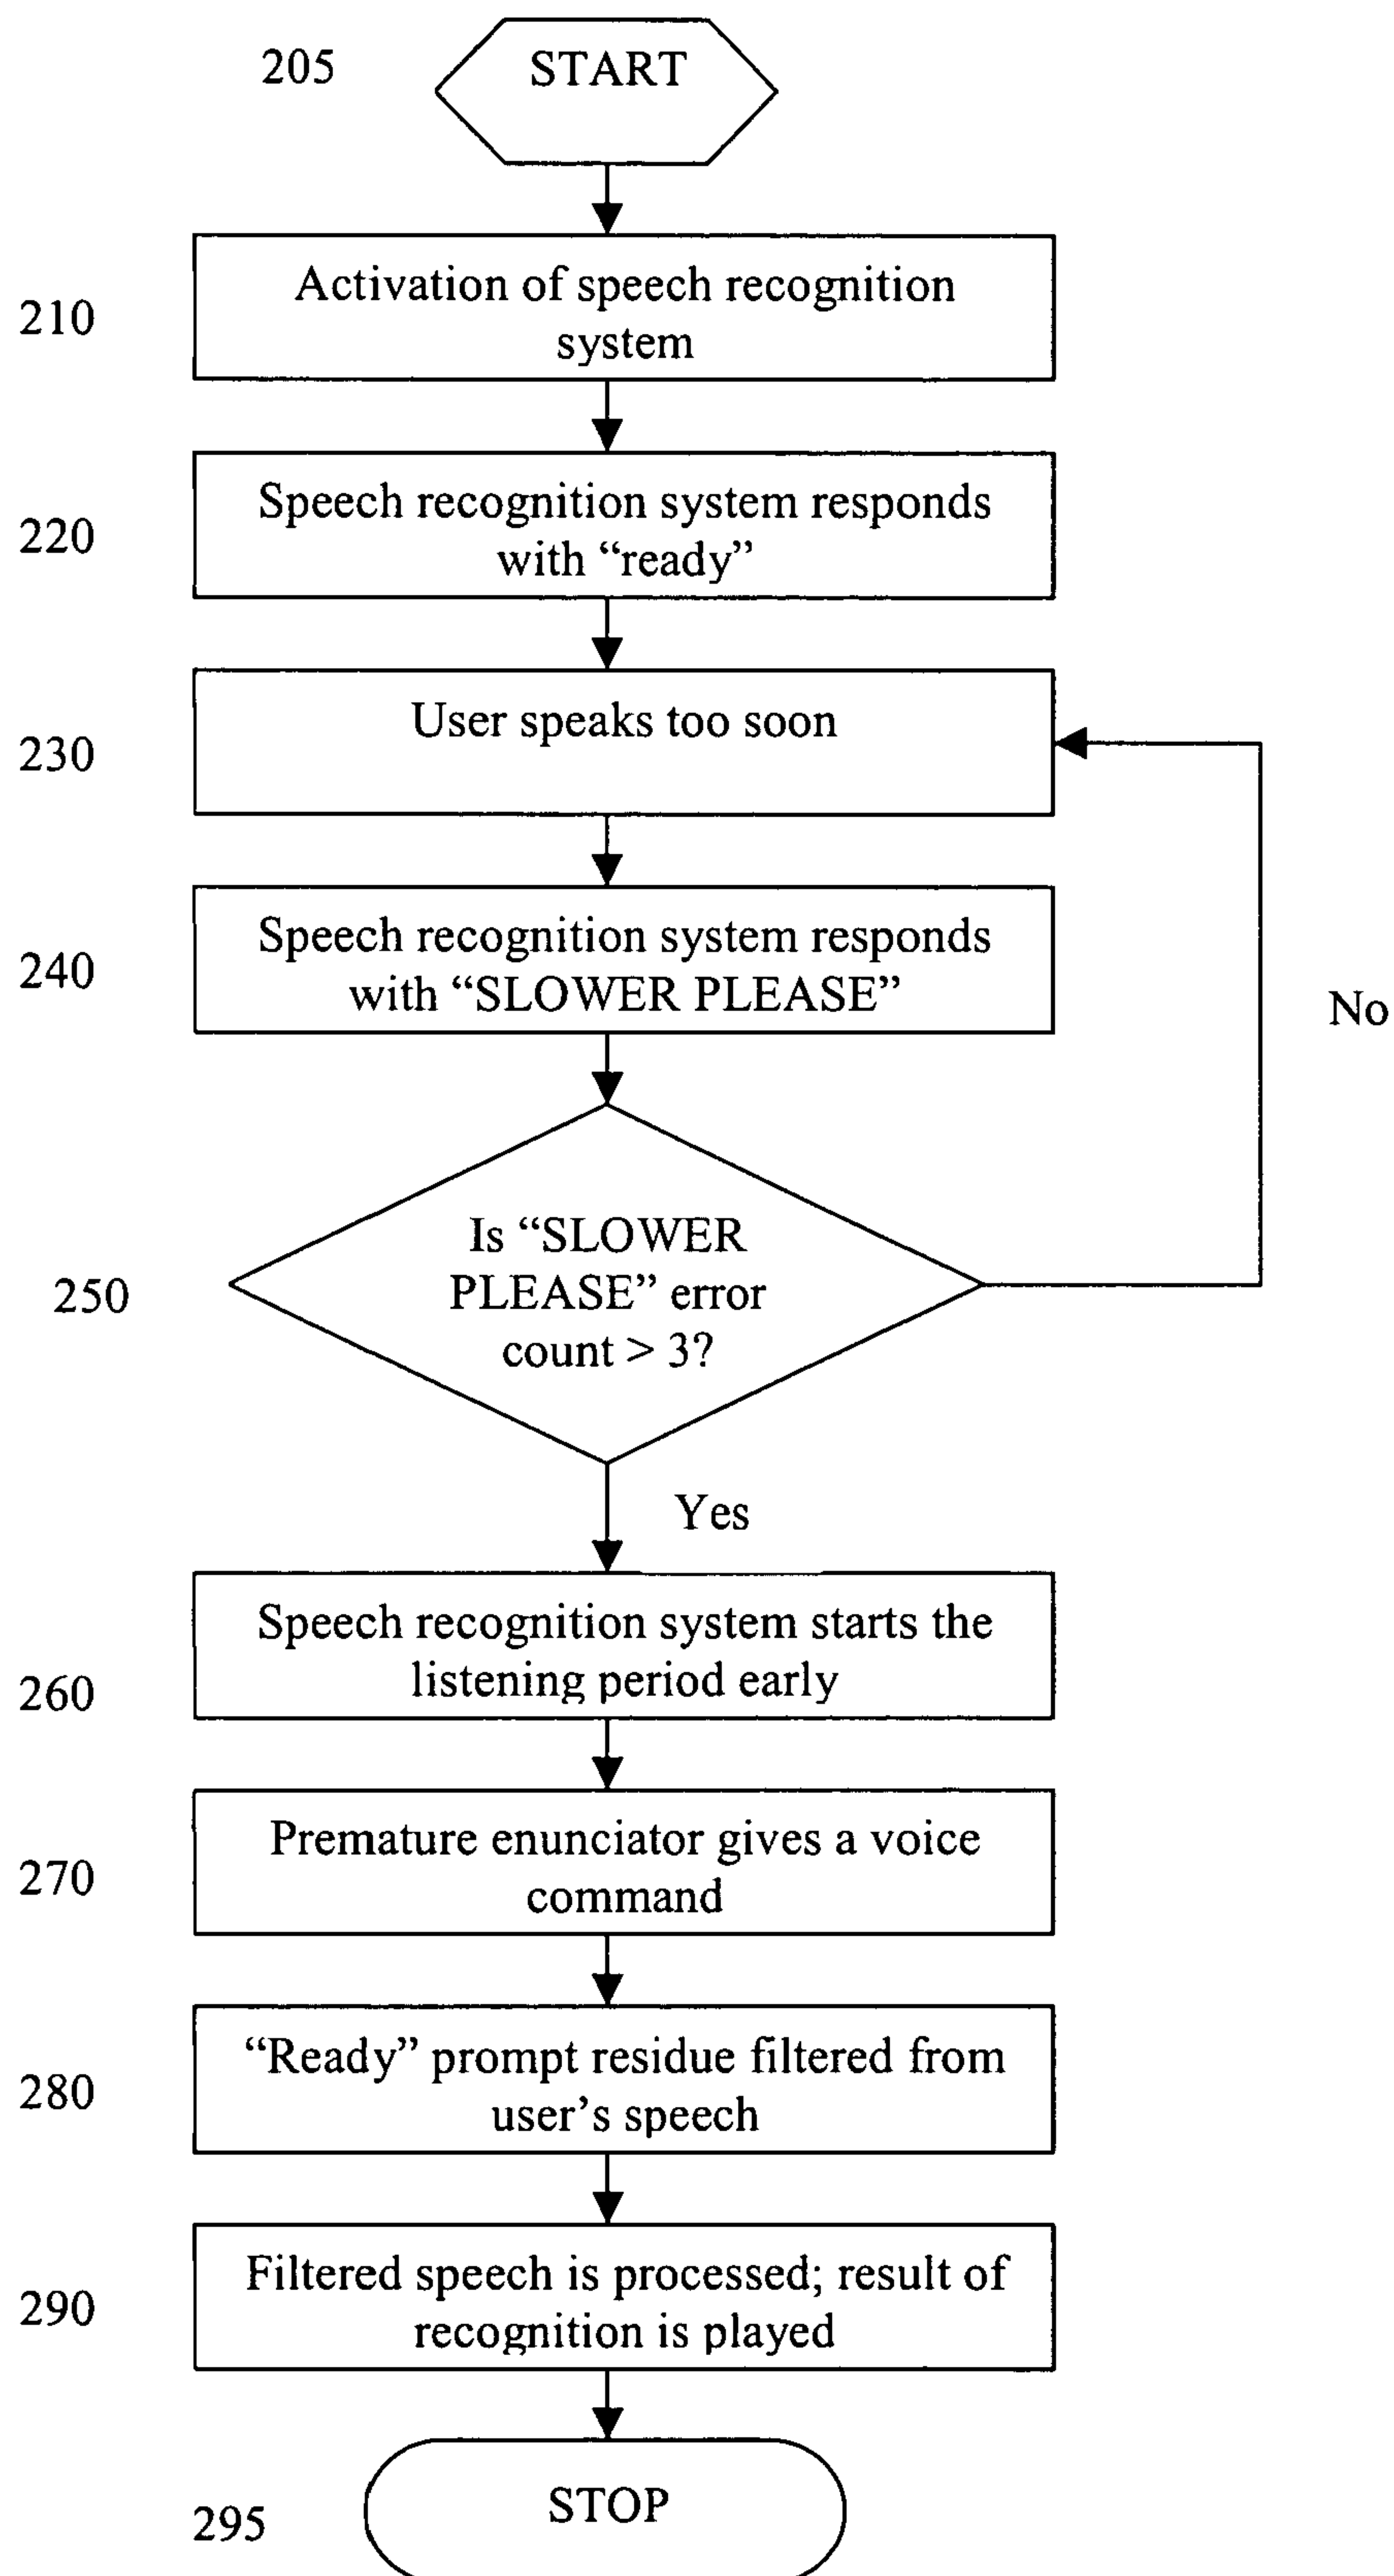 205
START
210
Activation of speech recognition
system
220
Speech recognition system responds
with “ready”
230
User speaks too soon
240
Speech recognition system responds
with “SLOWER PLEASE”
No
250
Is “SLOWER
PLEASE” error
count > 3?
Yes
260
Speech recognition system starts the
listening period early
270
Premature enunciator gives a voice
command
280
“Ready” prompt residue filtered from
user’s speech
290
Filtered speech is processed; result of
recognition is played
295
STOP